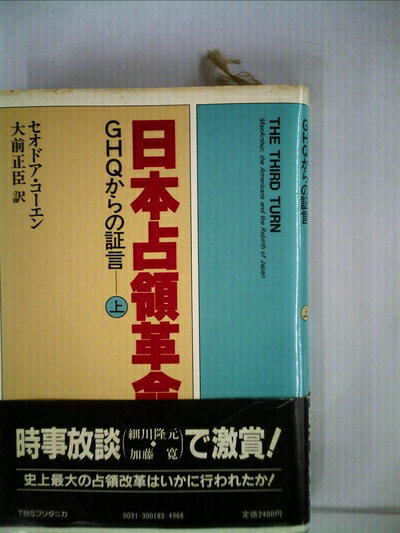 THE THIRD TURN
MacArthur, the Americans and the Rebirth of Japan
日本占領革命
GHQからの証言―上
セオドア・コーエン
大前正臣 訳
GHQからの証言
上
時事放談(細川隆元・加藤寛)で激賞!
史上最大の占領改革はいかに行われたか!
TBSブリタニカ
0031-300183-4968
定価2400円